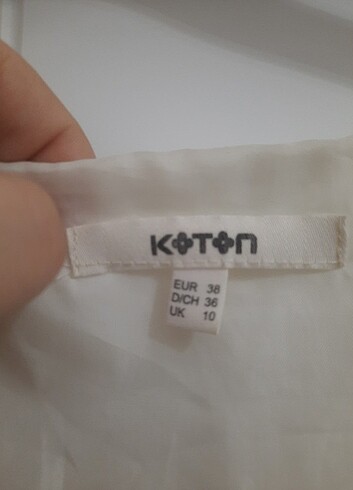 KOTON
EUR 38
D/CH 36
UK 10